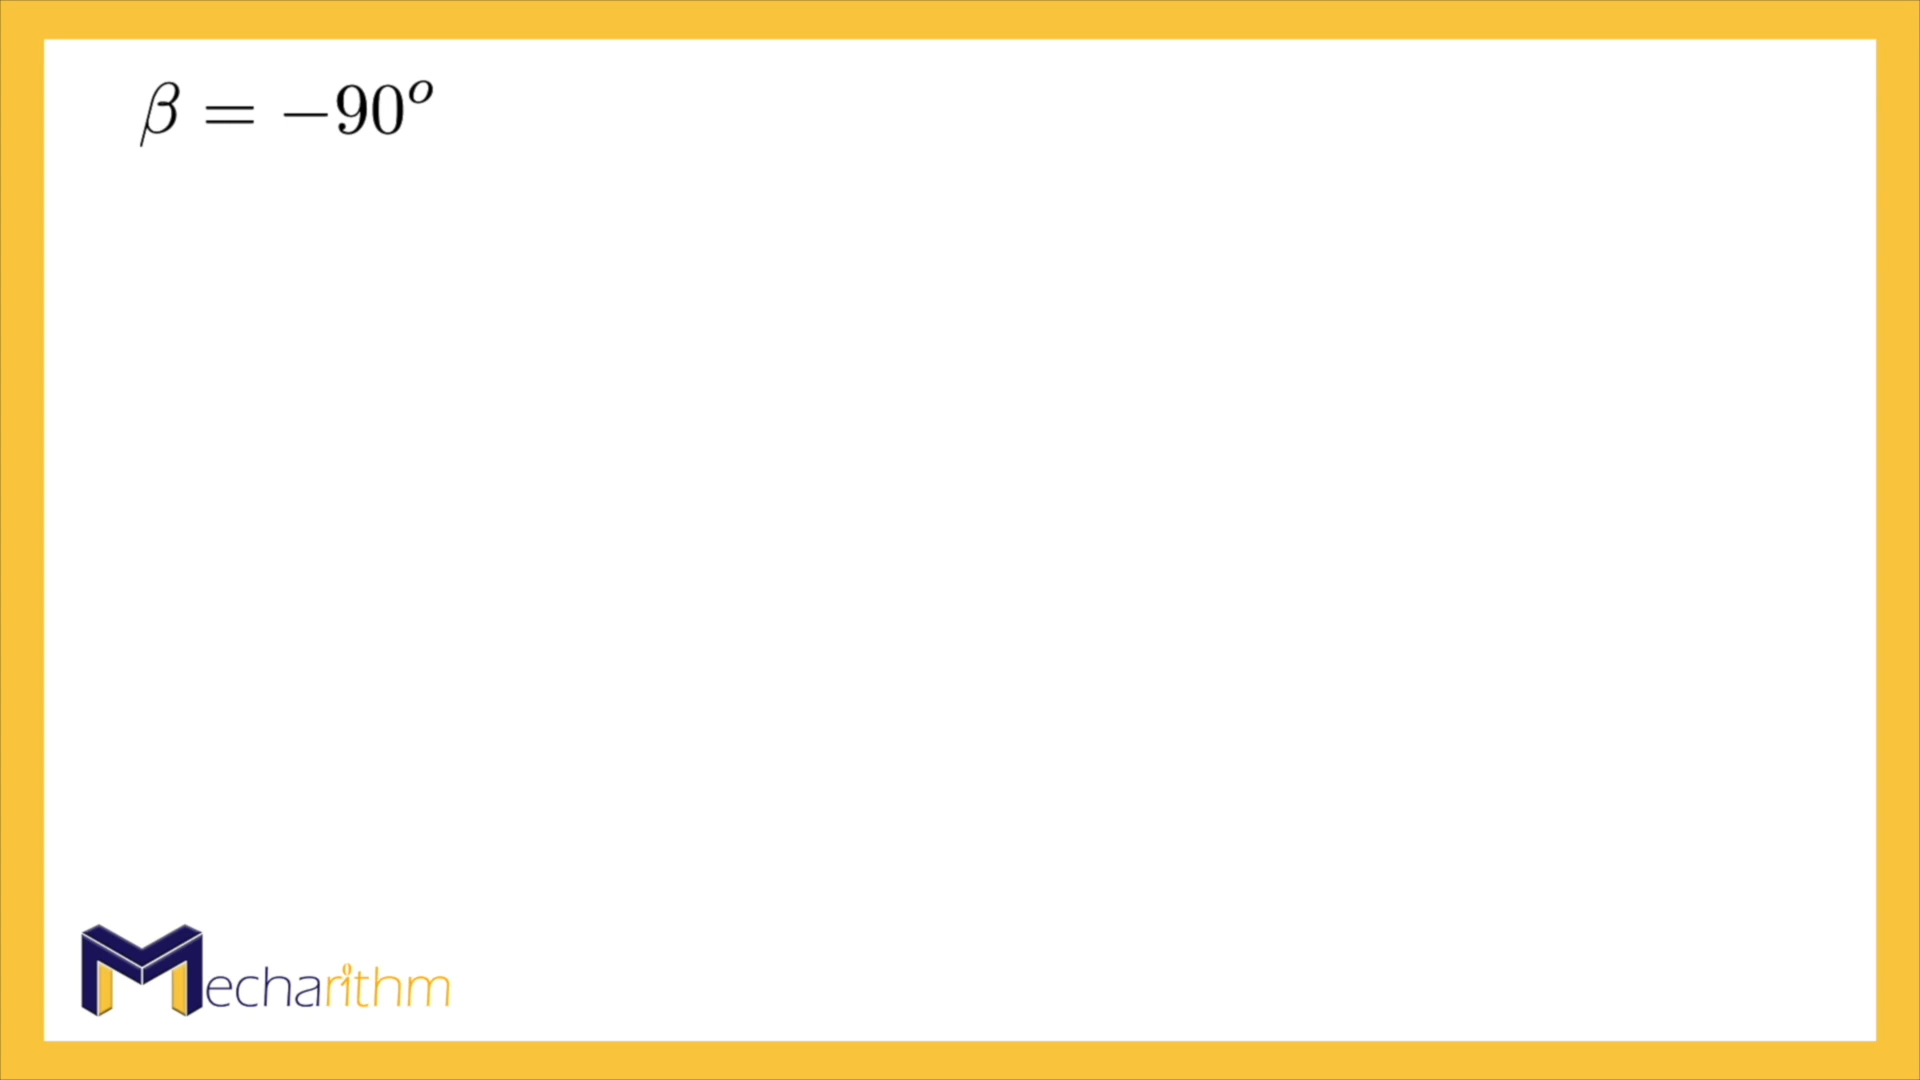 β = −90°
Mecharithm